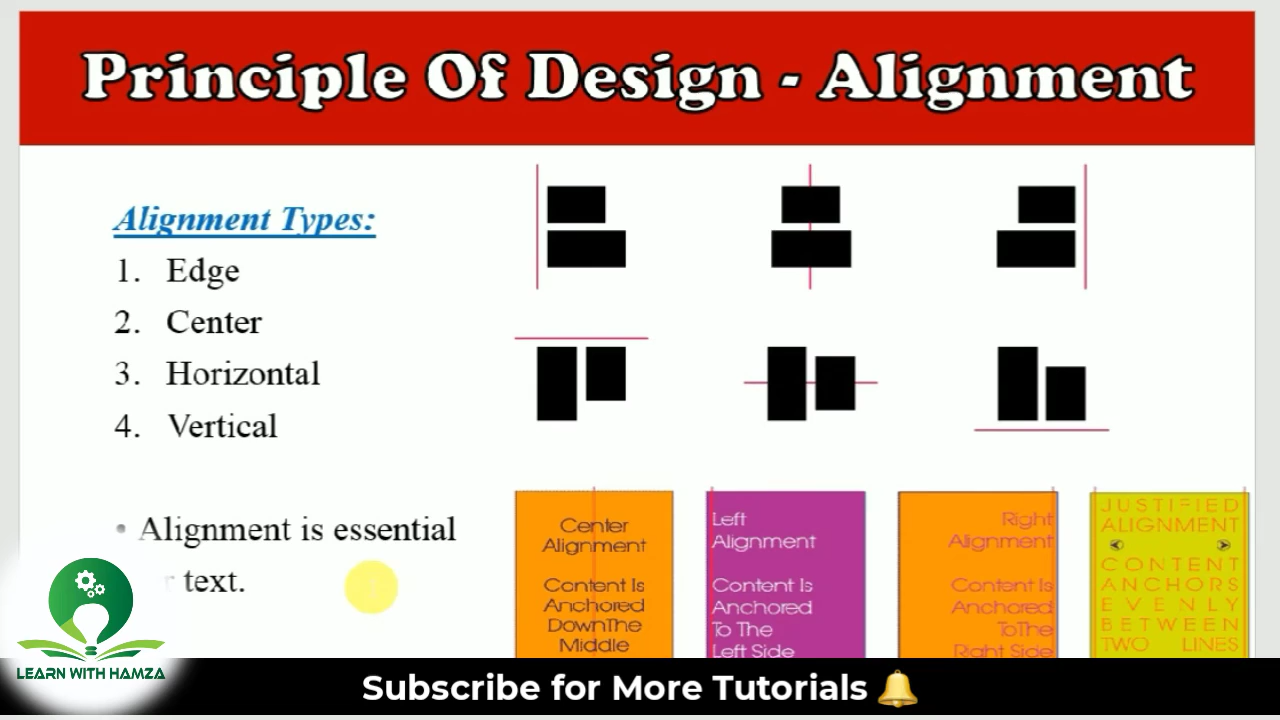 Principle Of Design - Alignment
Alignment Types:
1. Edge
2. Center
3. Horizontal
4. Vertical
• Alignment is essential
text.
Center
Alignment
Content Is
Anchored
DownThe
Middle
Left
Alignment
Content Is
Anchored
To The
Left Side
Right
Alignment
Content Is
Anchored
ToThe
Right Side
JUSTIFIED
ALIGNMENT
CONTENT
ANCHORS
EVENLY
BETWEEN
TWO LINES
LEARN WITH HAMZA
Subscribe for More Tutorials